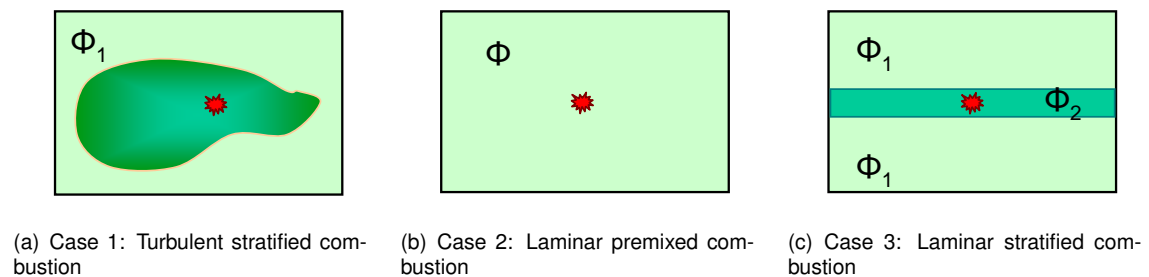 Φ1
Φ
Φ1
Φ2
Φ1
(a) Case 1: Turbulent stratified com-
bustion
(b) Case 2: Laminar premixed com-
bustion
(c) Case 3: Laminar stratified com-
bustion